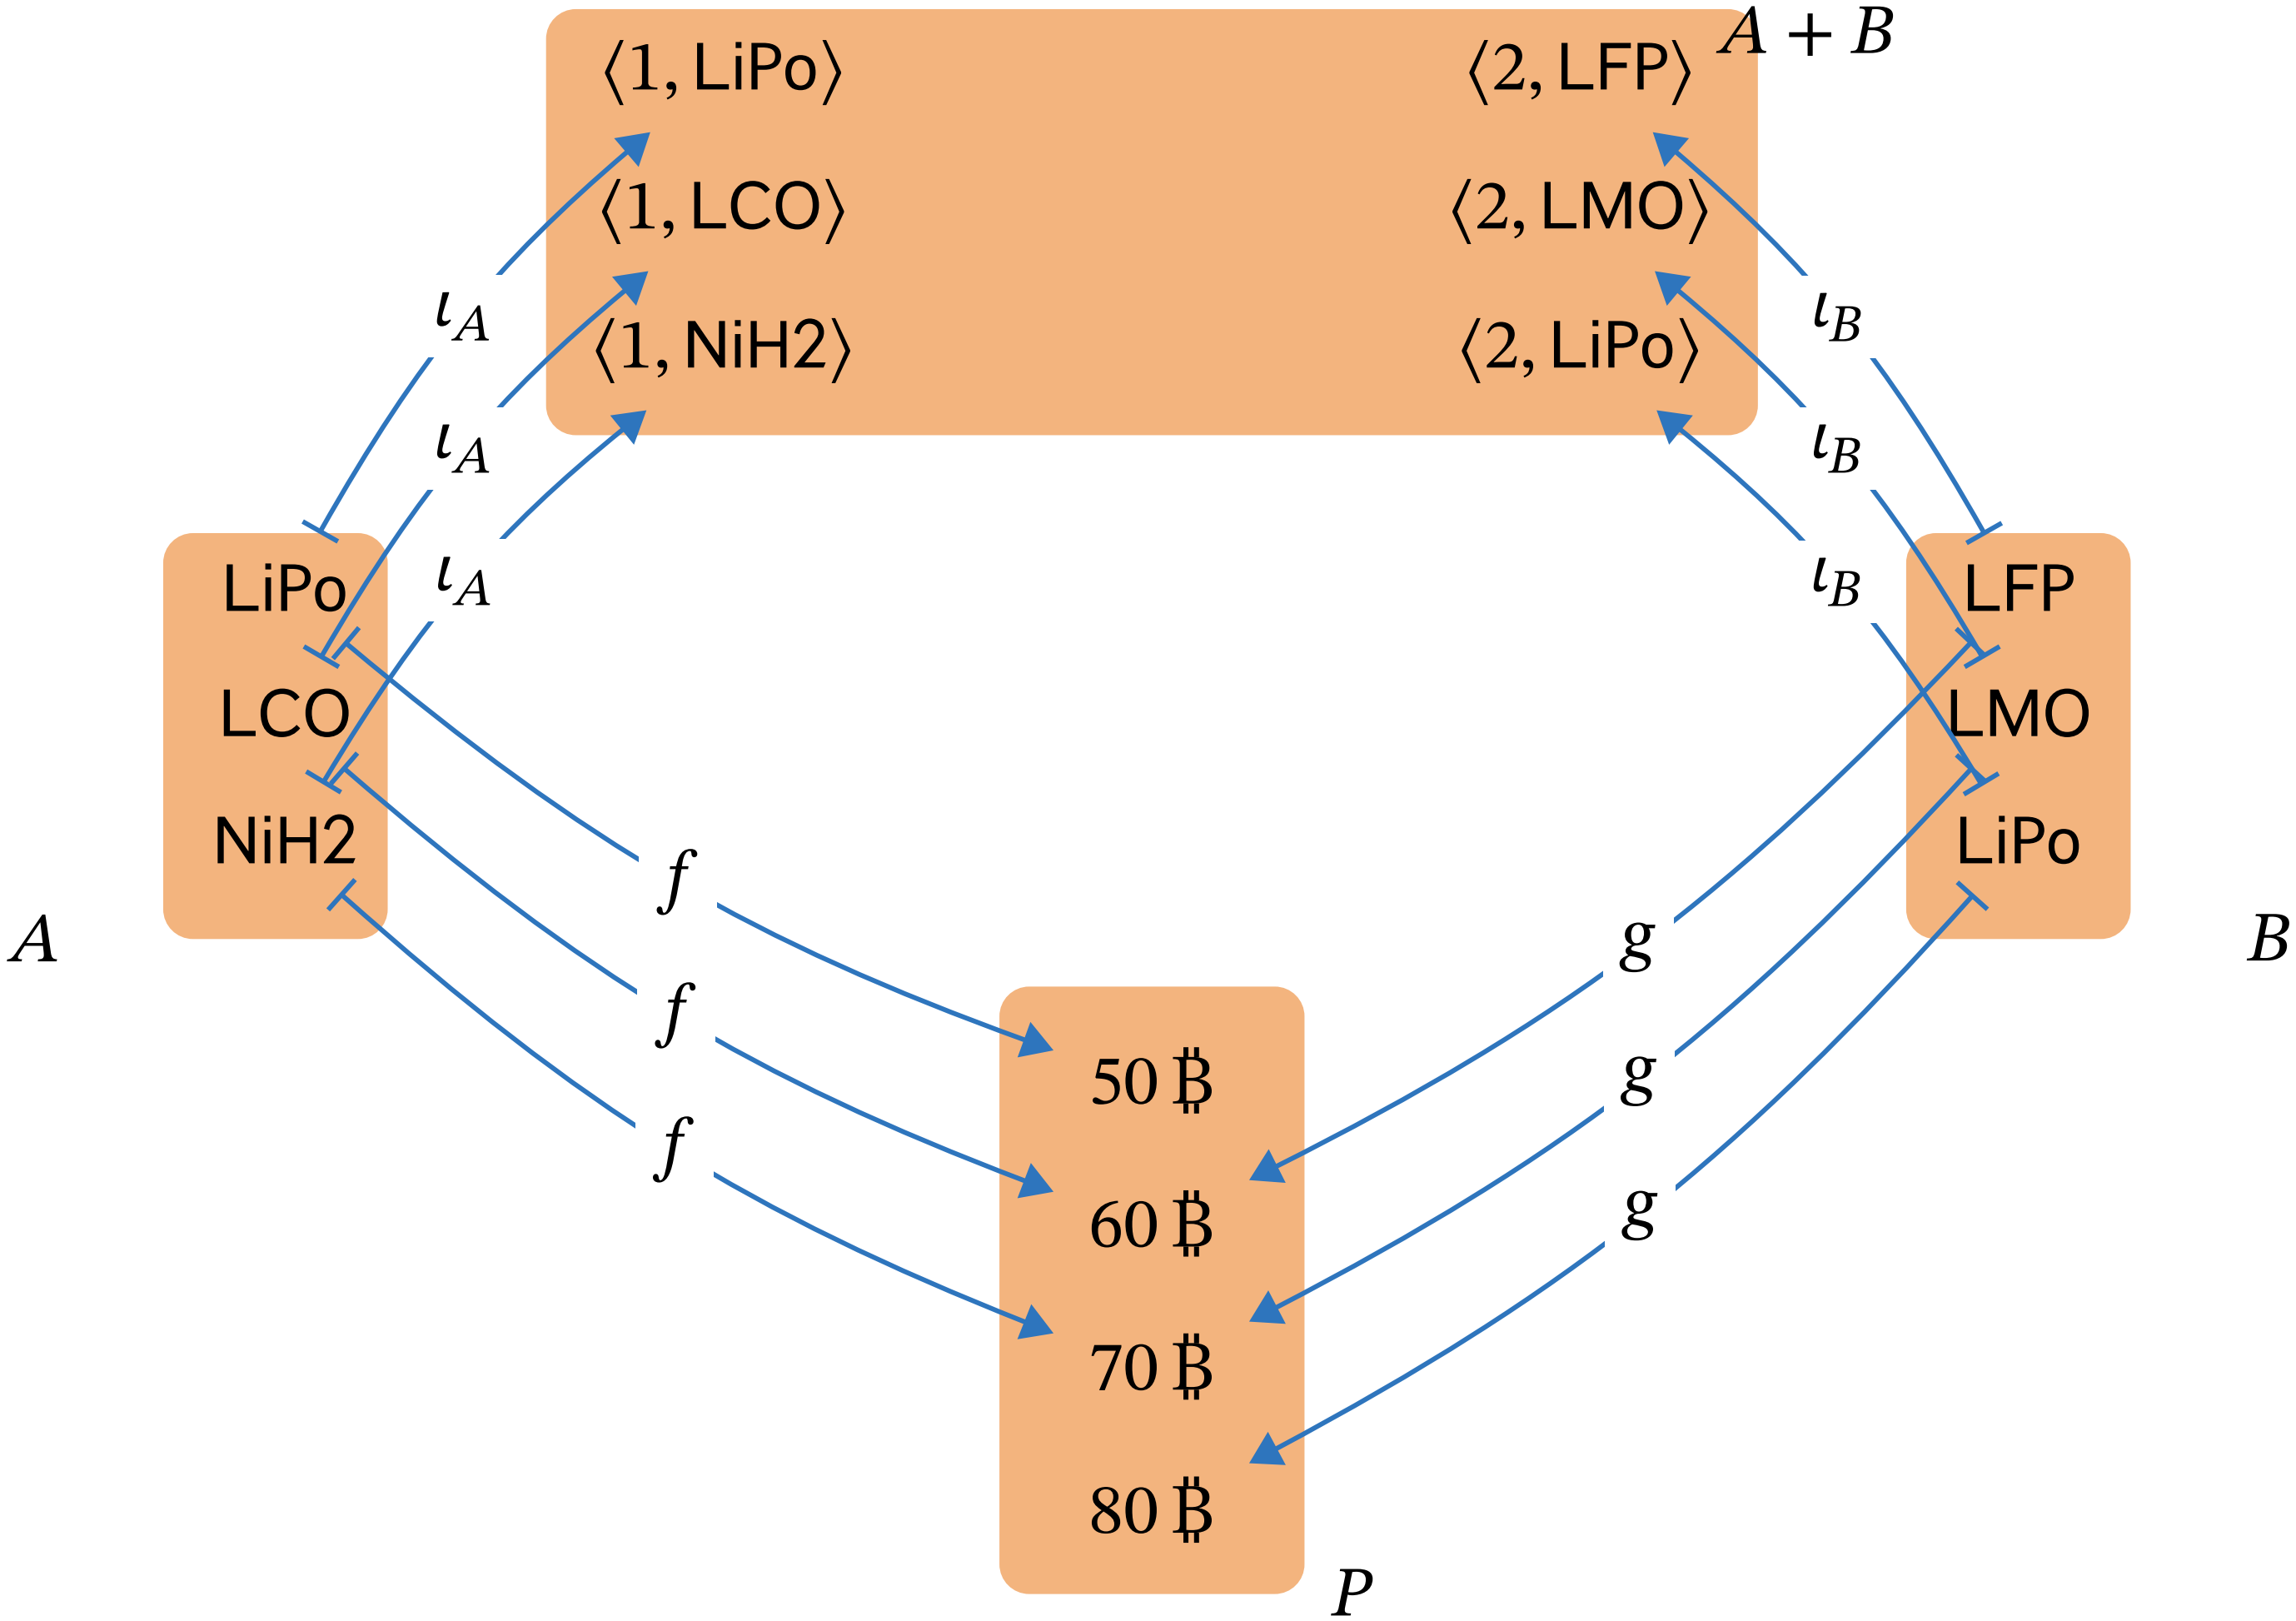 A + B
⟨1, LiPo⟩ ⟨2, LFP⟩
⟨1, LCO⟩ ⟨2, LMO⟩
⟨1, NiH2⟩ ⟨2, LiPo⟩
ι_A ι_B
ι_A ι_B
ι_A ι_B
LiPo LFP
LCO LMO
NiH2 LiPo
A B
f g
f g
f g
50 ₿
60 ₿
70 ₿
80 ₿
P